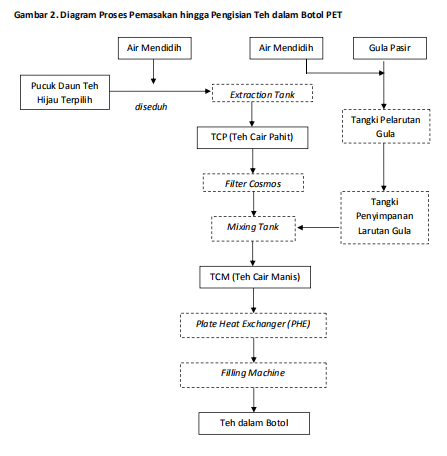 Gambar 2. Diagram Proses Pemasakan hingga Pengisian Teh dalam Botol PET
Air Mendidih
Air Mendidih
Gula Pasir
Pucuk Daun Teh
Hijau Terpilih
diseduh
Extraction Tank
Tangki Pelarutan
Gula
TCP (Teh Cair Pahit)
Filter Cosmos
Tangki
Penyimpanan
Larutan Gula
Mixing Tank
TCM (Teh Cair Manis)
Plate Heat Exchanger (PHE)
Filling Machine
Teh dalam Botol